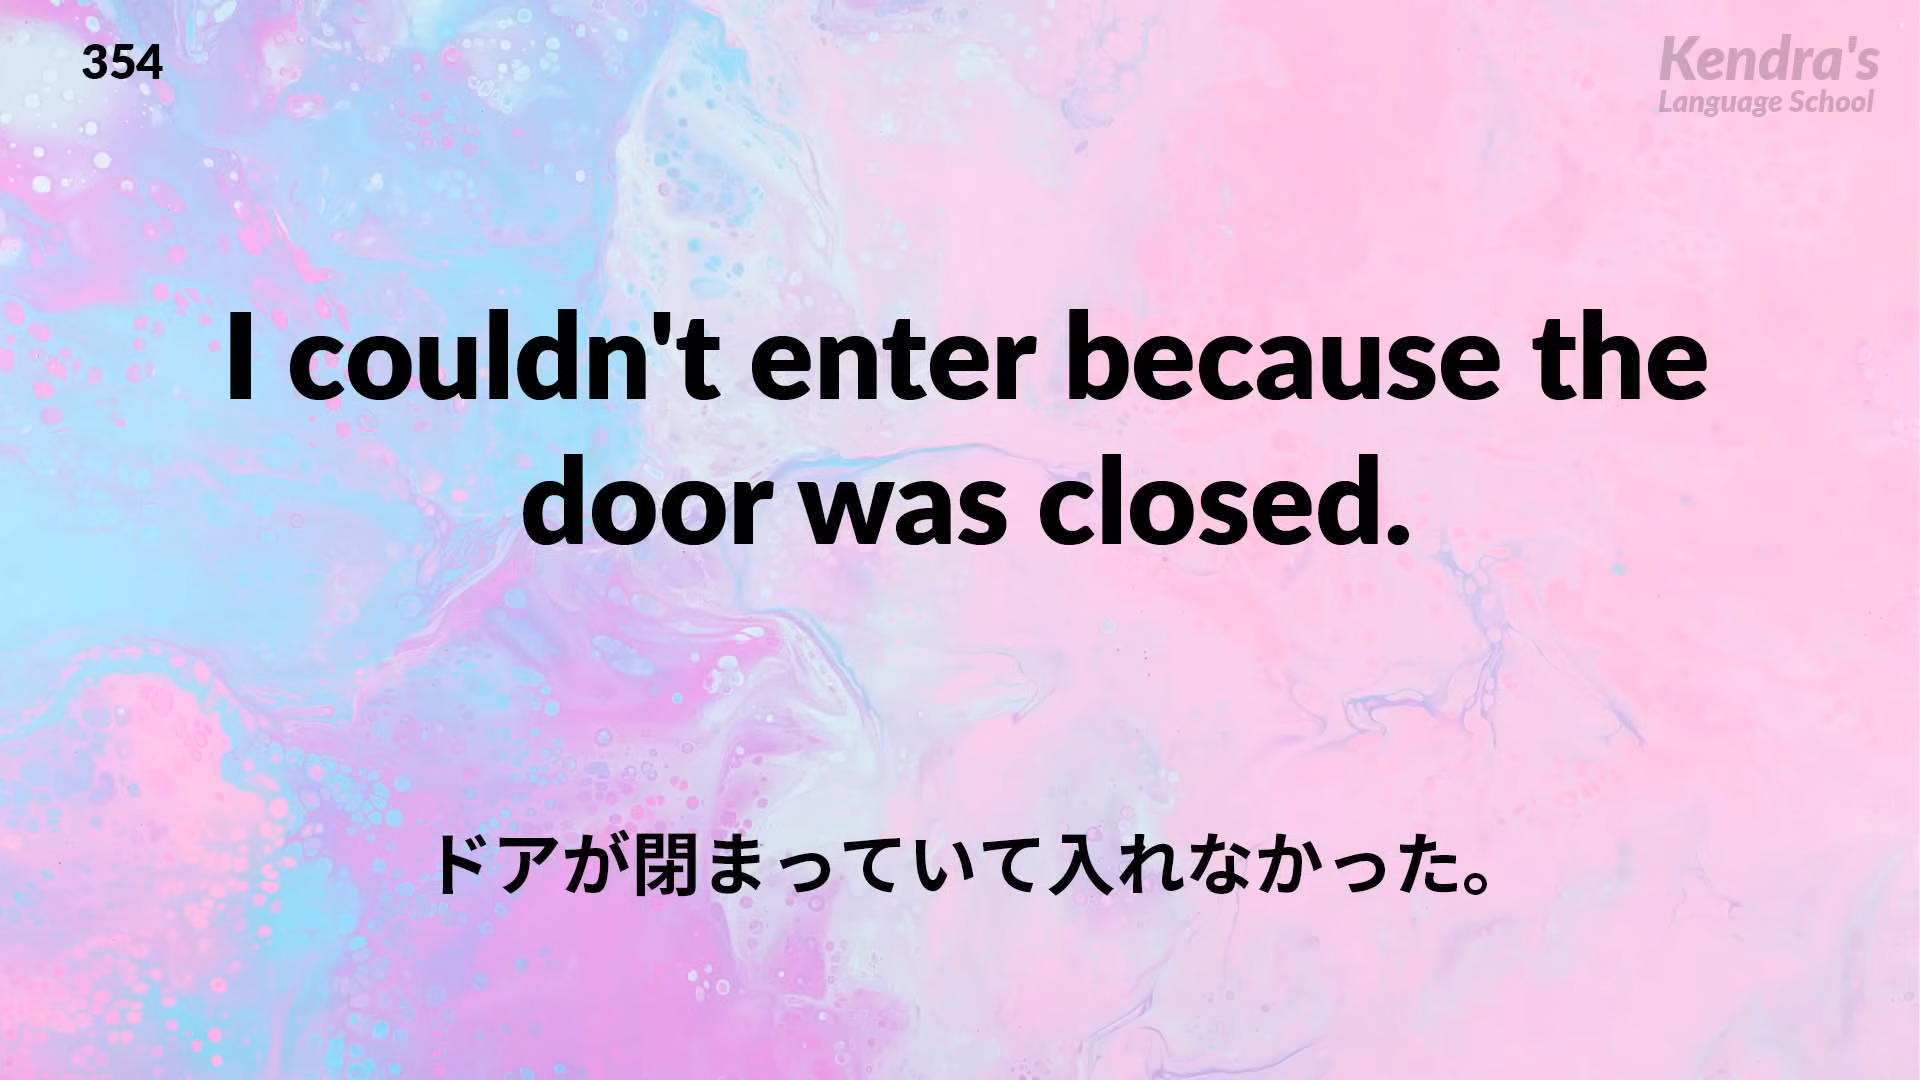 354
Kendra's
Language School
I couldn't enter because the
door was closed.
ドアが閉まっていて入れなかった。